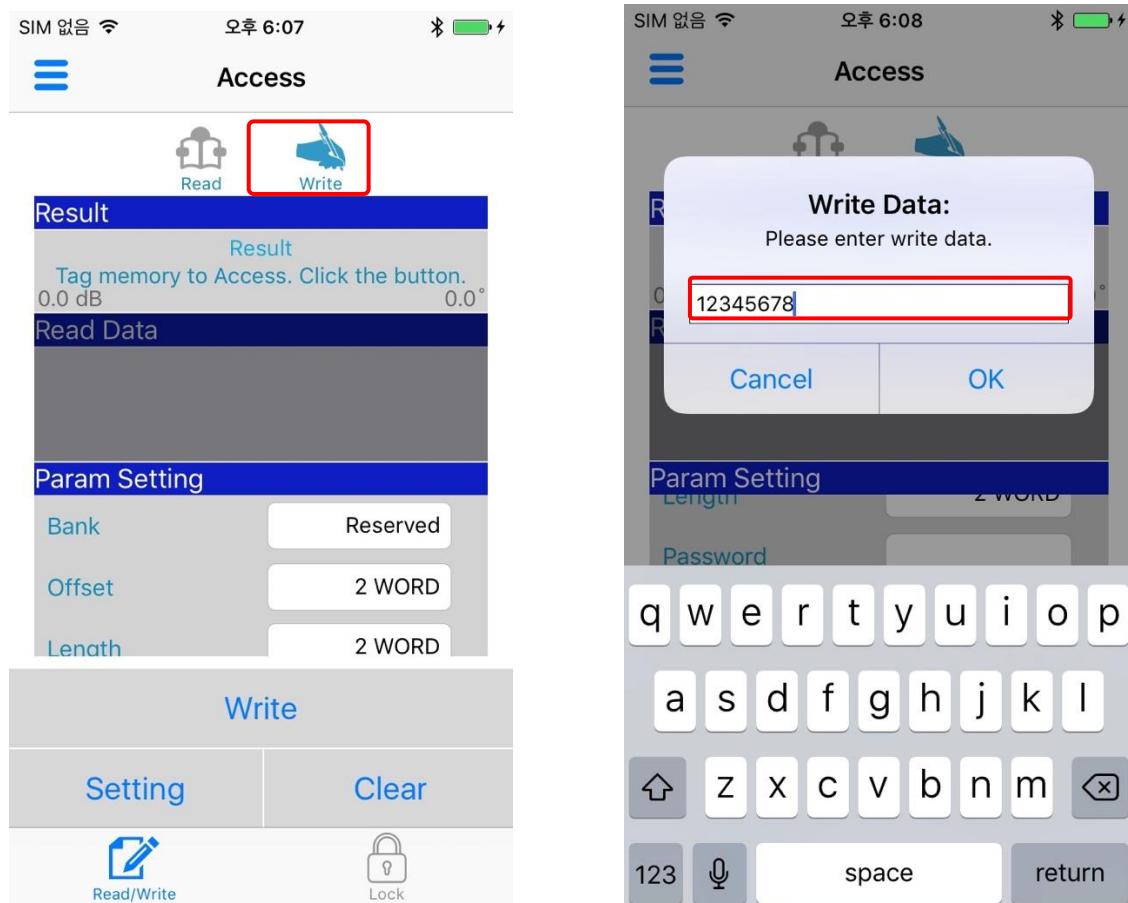 SIM 없음 오후 6:07
Access
Read Write
Result
Result
Tag memory to Access. Click the button.
0.0 dB 0.0°
Read Data
Param Setting
Bank Reserved
Offset 2 WORD
Length 2 WORD
Write
Setting Clear
Read/Write Lock
SIM 없음 오후 6:08
Access
Write Data:
Please enter write data.
12345678
Cancel OK
Param Setting
Length 2 WORD
Password
q w e r t y u i o p
a s d f g h j k l
z x c v b n m
123 space return